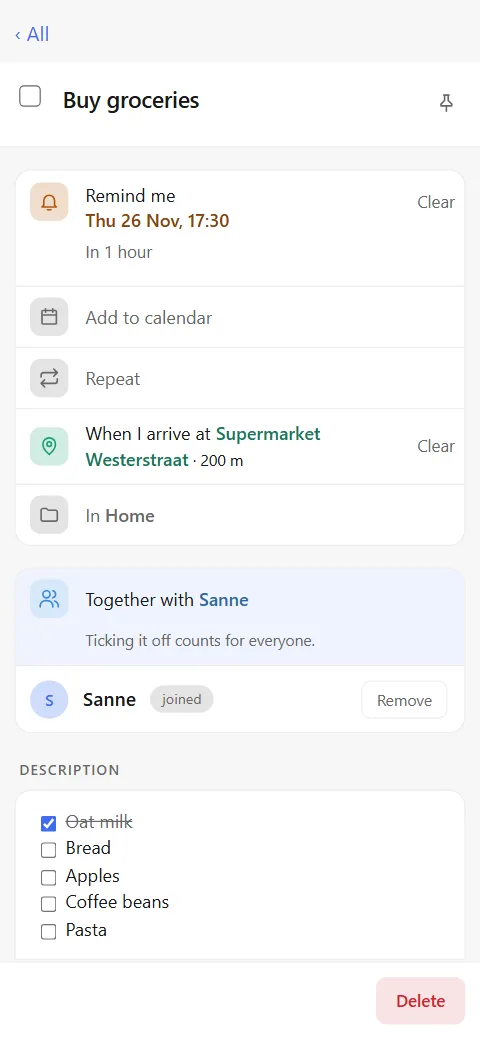 ‹ All
Buy groceries
Remind me
Clear
Thu 26 Nov, 17:30
In 1 hour
Add to calendar
Repeat
When I arrive at Supermarket
Westerstraat · 200 m
Clear
In Home
Together with Sanne
Ticking it off counts for everyone.
S
Sanne joined
Remove
DESCRIPTION
Oat milk
Bread
Apples
Coffee beans
Pasta
Delete